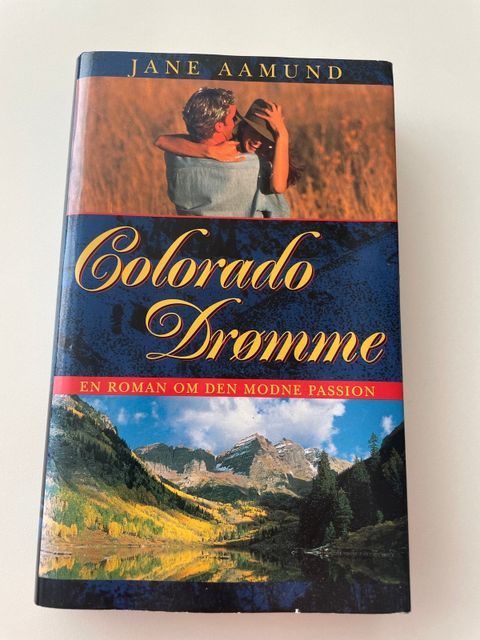 JANE AAMUND
Colorado
Drømme
EN ROMAN OM DEN MODNE PASSION